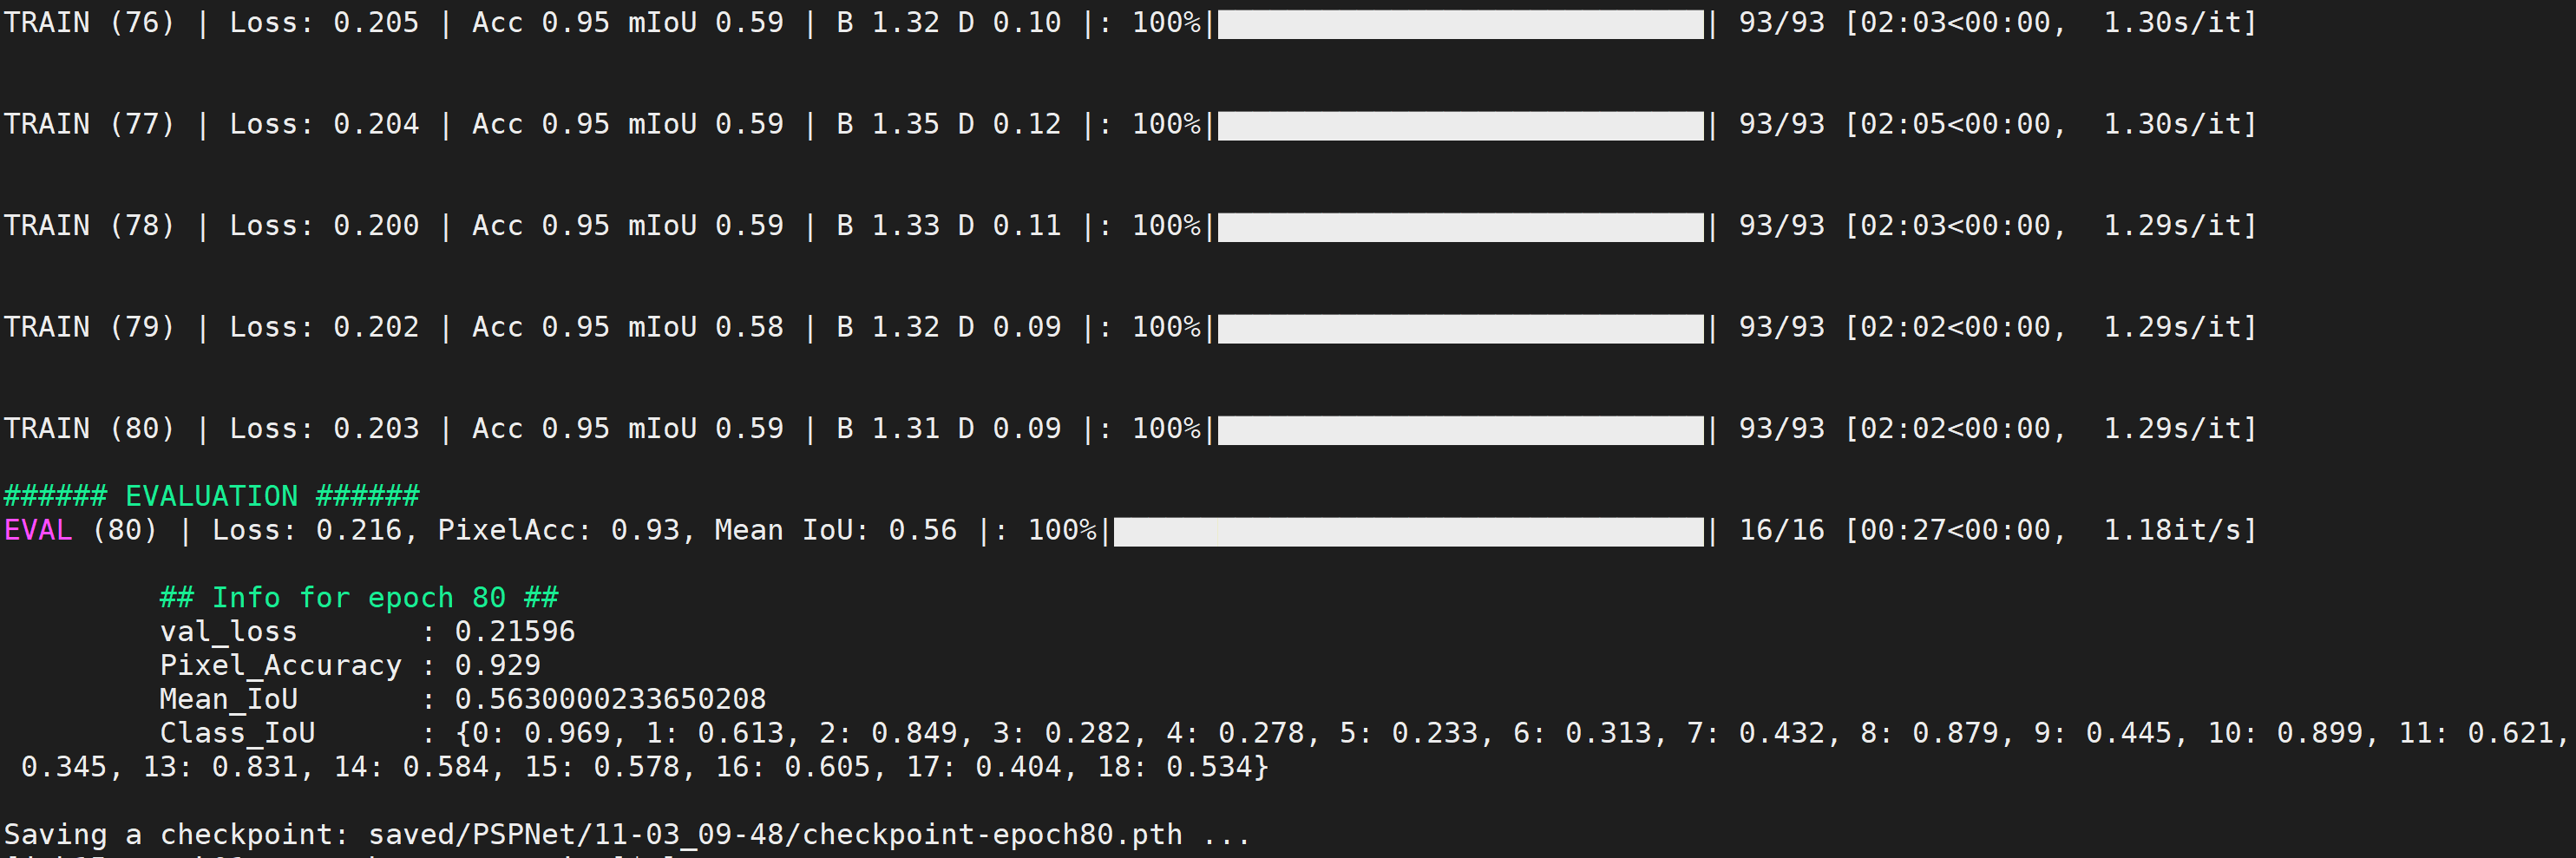 TRAIN (76) | Loss: 0.205 | Acc 0.95 mIoU 0.59 | B 1.32 D 0.10 |: 100%|██████████| 93/93 [02:03<00:00,  1.30s/it]
TRAIN (77) | Loss: 0.204 | Acc 0.95 mIoU 0.59 | B 1.35 D 0.12 |: 100%|██████████| 93/93 [02:05<00:00,  1.30s/it]
TRAIN (78) | Loss: 0.200 | Acc 0.95 mIoU 0.59 | B 1.33 D 0.11 |: 100%|██████████| 93/93 [02:03<00:00,  1.29s/it]
TRAIN (79) | Loss: 0.202 | Acc 0.95 mIoU 0.58 | B 1.32 D 0.09 |: 100%|██████████| 93/93 [02:02<00:00,  1.29s/it]
TRAIN (80) | Loss: 0.203 | Acc 0.95 mIoU 0.59 | B 1.31 D 0.09 |: 100%|██████████| 93/93 [02:02<00:00,  1.29s/it]
###### EVALUATION ######
EVAL (80) | Loss: 0.216, PixelAcc: 0.93, Mean IoU: 0.56 |: 100%|██████████| 16/16 [00:27<00:00,  1.18it/s]
## Info for epoch 80 ##
val_loss       : 0.21596
Pixel_Accuracy : 0.929
Mean_IoU       : 0.5630000233650208
Class_IoU      : {0: 0.969, 1: 0.613, 2: 0.849, 3: 0.282, 4: 0.278, 5: 0.233, 6: 0.313, 7: 0.432, 8: 0.879, 9: 0.445, 10: 0.899, 11: 0.621,
0.345, 13: 0.831, 14: 0.584, 15: 0.578, 16: 0.605, 17: 0.404, 18: 0.534}
Saving a checkpoint: saved/PSPNet/11-03_09-48/checkpoint-epoch80.pth ...